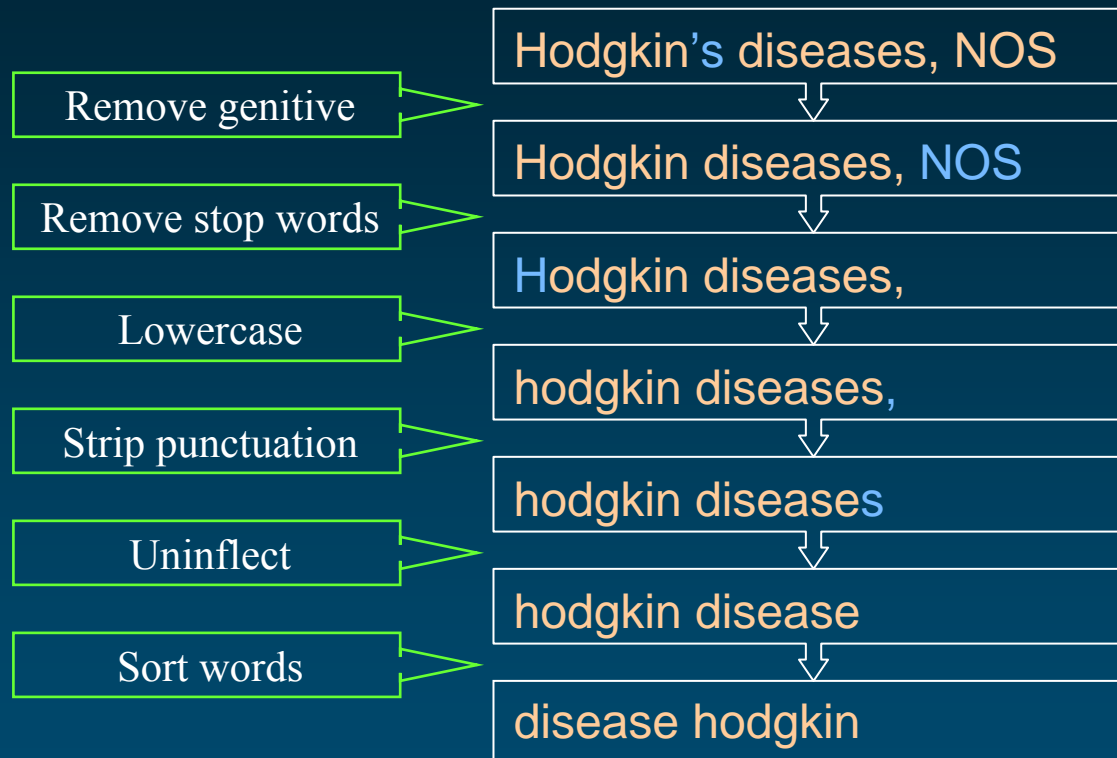 Hodgkin’s diseases, NOS
Remove genitive
Hodgkin diseases, NOS
Remove stop words
Hodgkin diseases,
Lowercase
hodgkin diseases,
Strip punctuation
hodgkin diseases
Uninflect
hodgkin disease
Sort words
disease hodgkin